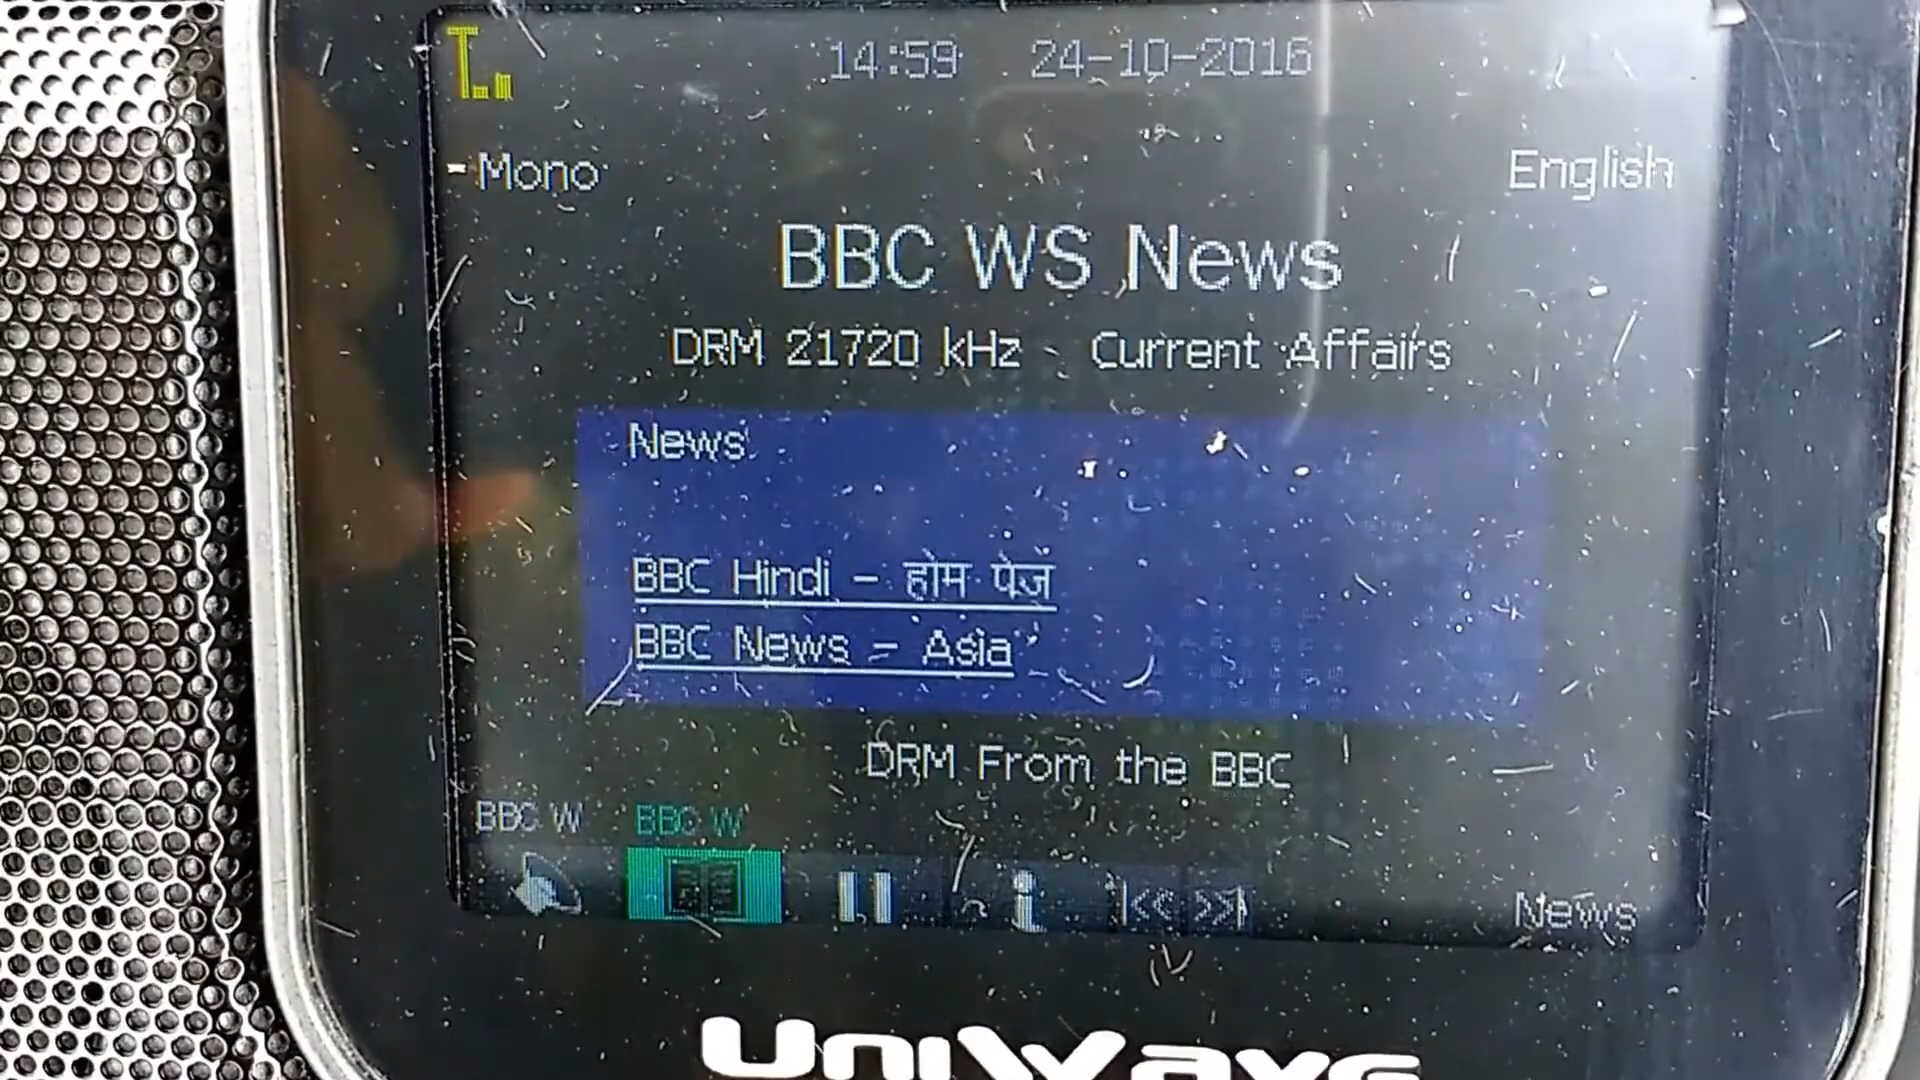 14:59 24-10-2016
Mono English
BBC WS News
DRM 21720 kHz - Current Affairs
News
BBC Hindi - होम पेज
BBC News - Asia
DRM From the BBC
BBC W BBC W
News
UniWave